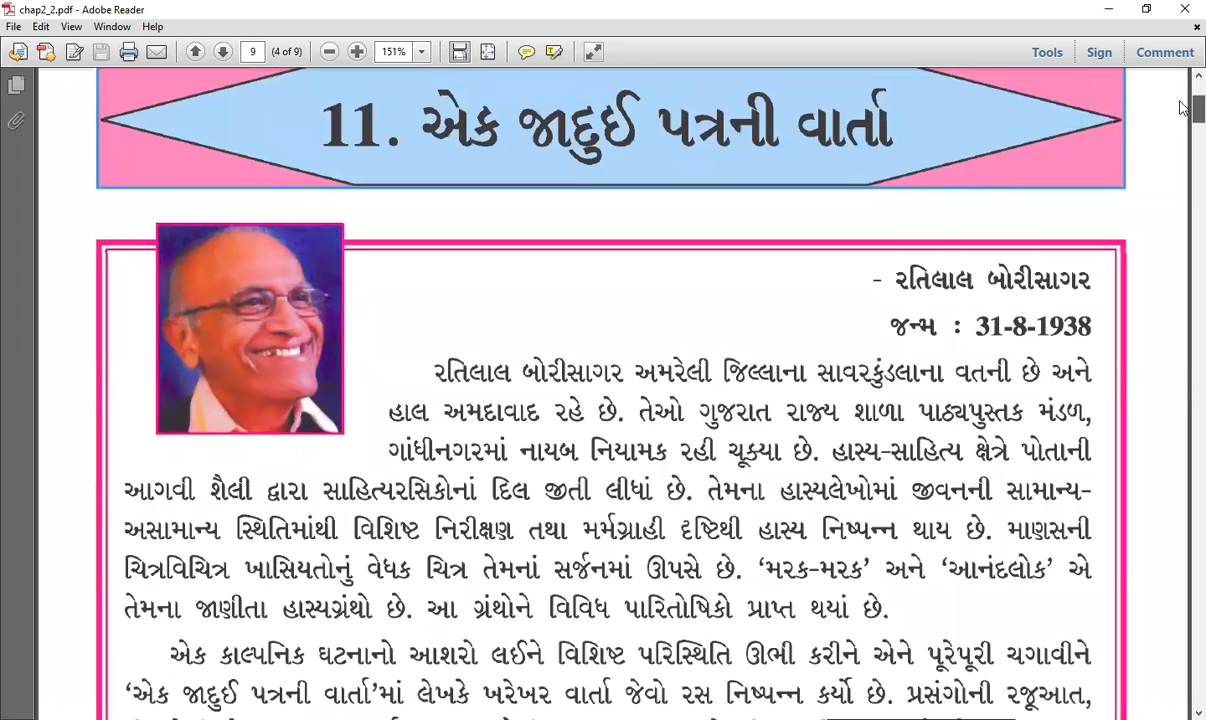 chap2_2.pdf - Adobe Reader
File Edit View Window Help
9 (4 of 9) 151% Tools Sign Comment
11. એક જાદુઈ પત્રની વાર્તા
- રતિલાલ બોરીસાગર
જન્મ : 31-8-1938
રતિલાલ બોરીસાગર અમરેલી જિલ્લાના સાવરકુંડલાના વતની છે અને
હાલ અમદાવાદ રહે છે. તેઓ ગુજરાત રાજ્ય શાળા પાઠ્યપુસ્તક મંડળ,
ગાંધીનગરમાં નાયબ નિયામક રહી ચૂક્યા છે. હાસ્ય-સાહિત્ય ક્ષેત્રે પોતાની
આગવી શૈલી દ્વારા સાહિત્યરસિકોનાં દિલ જીતી લીધાં છે. તેમના હાસ્યલેખોમાં જીવનની સામાન્ય-
અસામાન્ય સ્થિતિમાંથી વિશિષ્ટ નિરીક્ષણ તથા મર્મગ્રાહી દૃષ્ટિથી હાસ્ય નિષ્પન્ન થાય છે. માણસની
ચિત્રવિચિત્ર ખાસિયતોનું વેધક ચિત્ર તેમનાં સર્જનમાં ઊપસે છે. ‘મરક-મરક’ અને ‘આનંદલોક’ એ
તેમના જાણીતા હાસ્યગ્રંથો છે. આ ગ્રંથોને વિવિધ પારિતોષિકો પ્રાપ્ત થયાં છે.
એક કાલ્પનિક ઘટનાનો આશરો લઈને વિશિષ્ટ પરિસ્થિતિ ઊભી કરીને એને પૂરેપૂરી ચગાવીને
‘એક જાદુઈ પત્રની વાર્તા’માં લેખકે ખરેખર વાર્તા જેવો રસ નિષ્પન્ન કર્યો છે. પ્રસંગોની રજૂઆત,